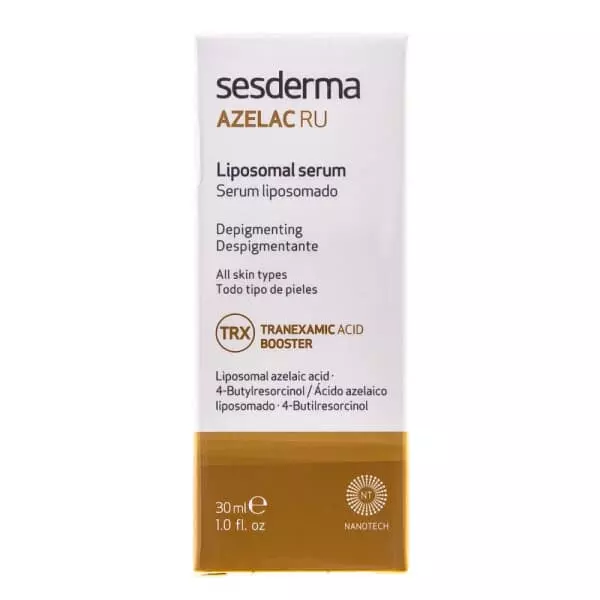 sesderma
AZELAC RU
Liposomal serum
Serum liposomado
Depigmenting
Despigmentante
All skin types
Todo tipo de pieles
TRX
TRANEXAMIC ACID
BOOSTER
Liposomal azelaic acid ·
4-Butylresorcinol / Ácido azelaico
liposomado · 4-Butilresorcinol
30 ml e
1.0 fl. oz
NT
NANOTECH